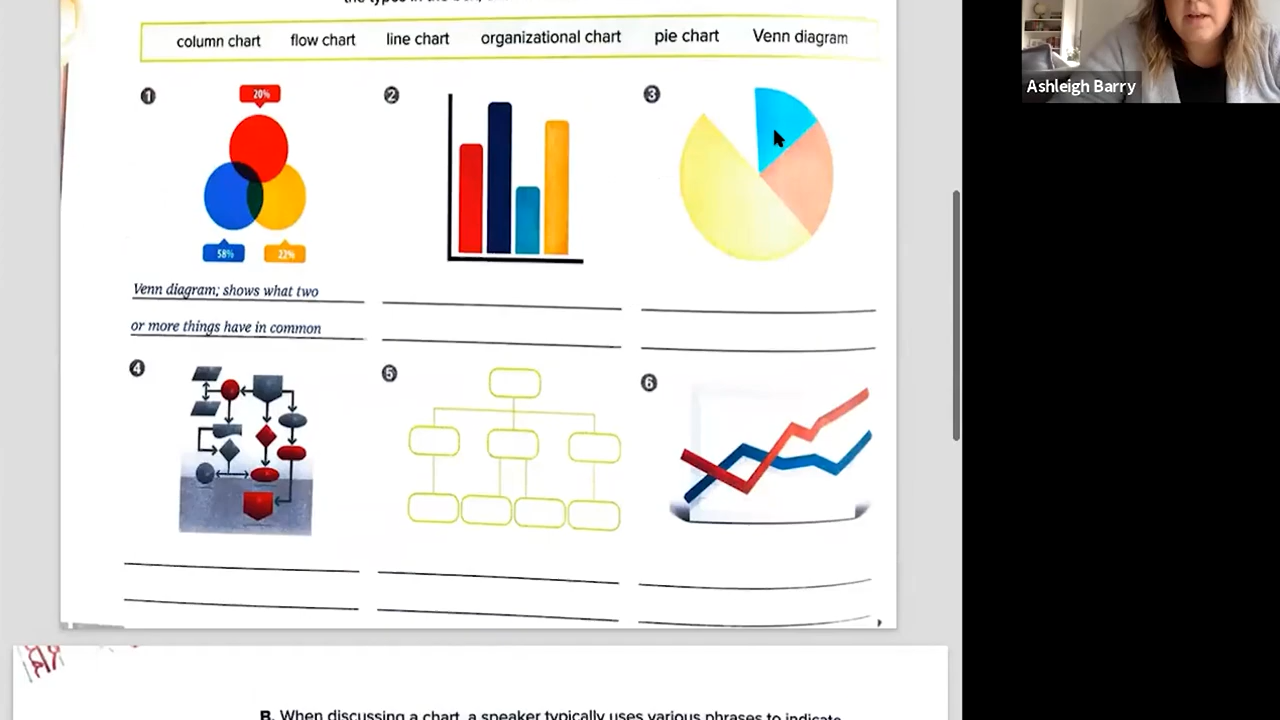 column chart flow chart line chart organizational chart pie chart Venn diagram
Ashleigh Barry
1 2 3
20%
58% 22%
Venn diagram; shows what two
or more things have in common
4 5 6
B. When discussing a chart, a speaker typically uses various phrases to indicate